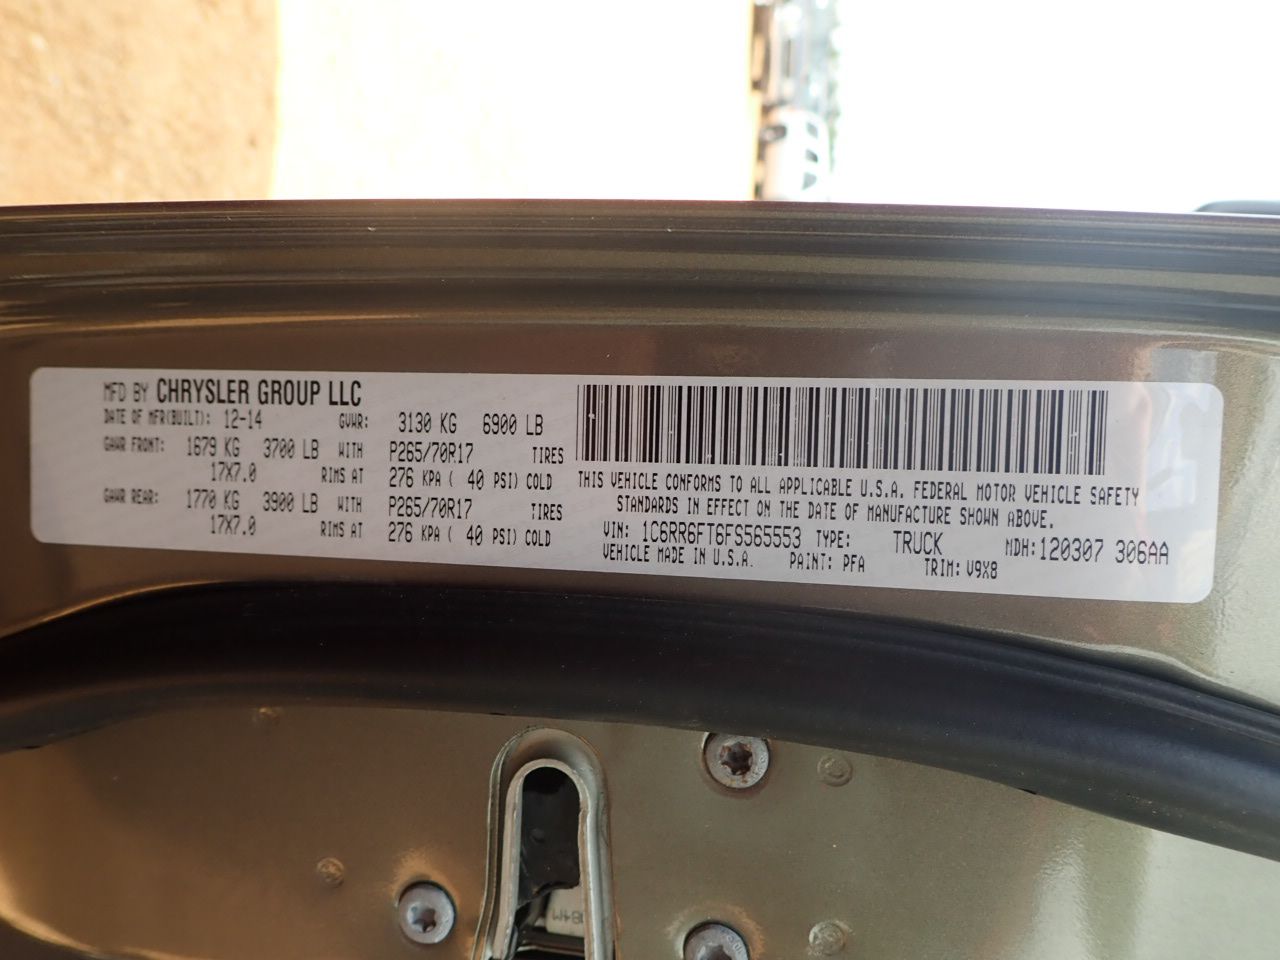 MFD BY CHRYSLER GROUP LLC
DATE OF MFR(BUILT): 12-14 GVWR: 3130 KG 6900 LB
GAWR FRONT: 1679 KG 3700 LB WITH P265/70R17 TIRES
17X7.0 RIMS AT 276 KPA ( 40 PSI) COLD
GAWR REAR: 1770 KG 3900 LB WITH P265/70R17 TIRES
17X7.0 RIMS AT 276 KPA ( 40 PSI) COLD
THIS VEHICLE CONFORMS TO ALL APPLICABLE U.S.A. FEDERAL MOTOR VEHICLE SAFETY
STANDARDS IN EFFECT ON THE DATE OF MANUFACTURE SHOWN ABOVE.
VIN: 1C6RR6FT6FS565553 TYPE: TRUCK MDH:120307 306AA
VEHICLE MADE IN U.S.A. PAINT: PFA TRIM: V9X8